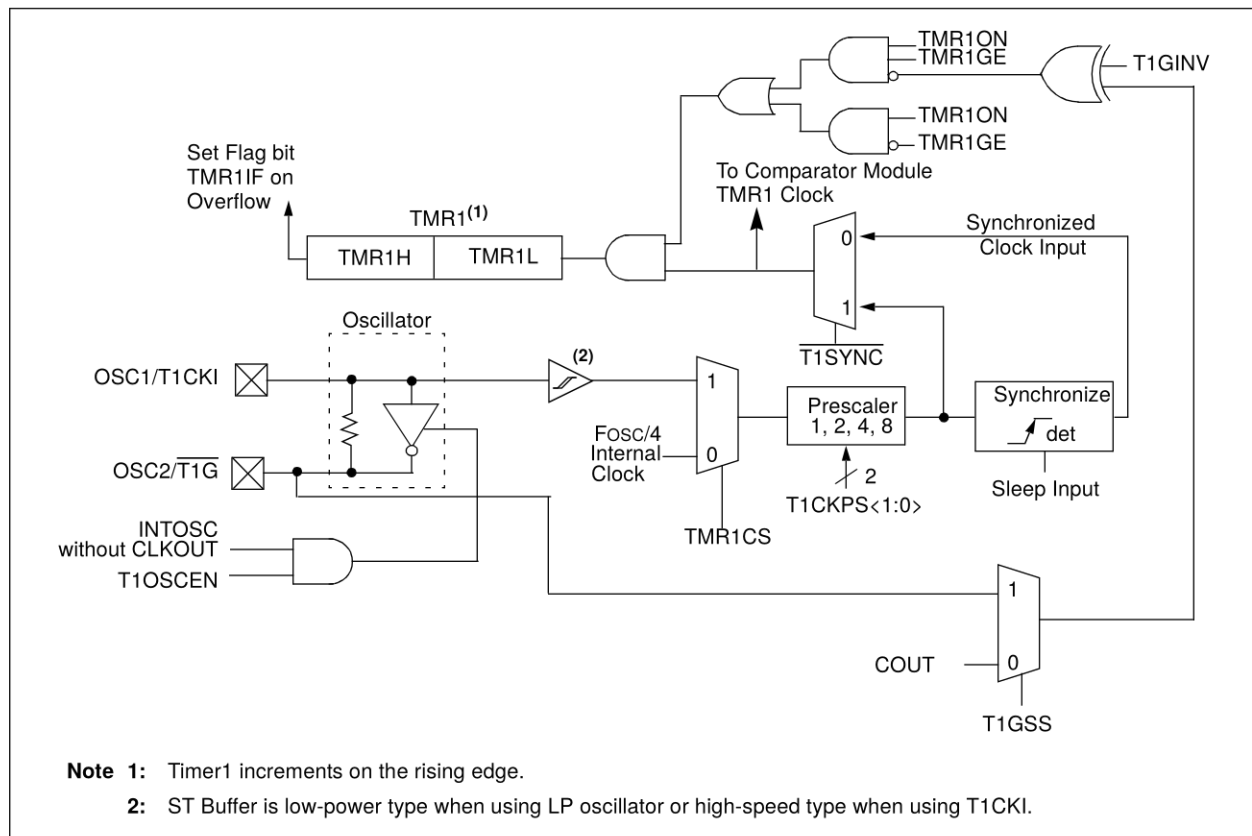 TMR1ON
TMR1GE
T1GINV
TMR1ON
TMR1GE
Set Flag bit
TMR1IF on
Overflow
To Comparator Module
TMR1 Clock
TMR1(1)
TMR1H
TMR1L
0
1
Synchronized
Clock Input
T1SYNC
Oscillator
(2)
OSC1/T1CKI
1
0
Prescaler
1, 2, 4, 8
Synchronize
det
FOSC/4
Internal
Clock
OSC2/T1G
2
T1CKPS<1:0>
Sleep Input
INTOSC
without CLKOUT
T1OSCEN
TMR1CS
1
0
COUT
T1GSS
Note 1: Timer1 increments on the rising edge.
2: ST Buffer is low-power type when using LP oscillator or high-speed type when using T1CKI.